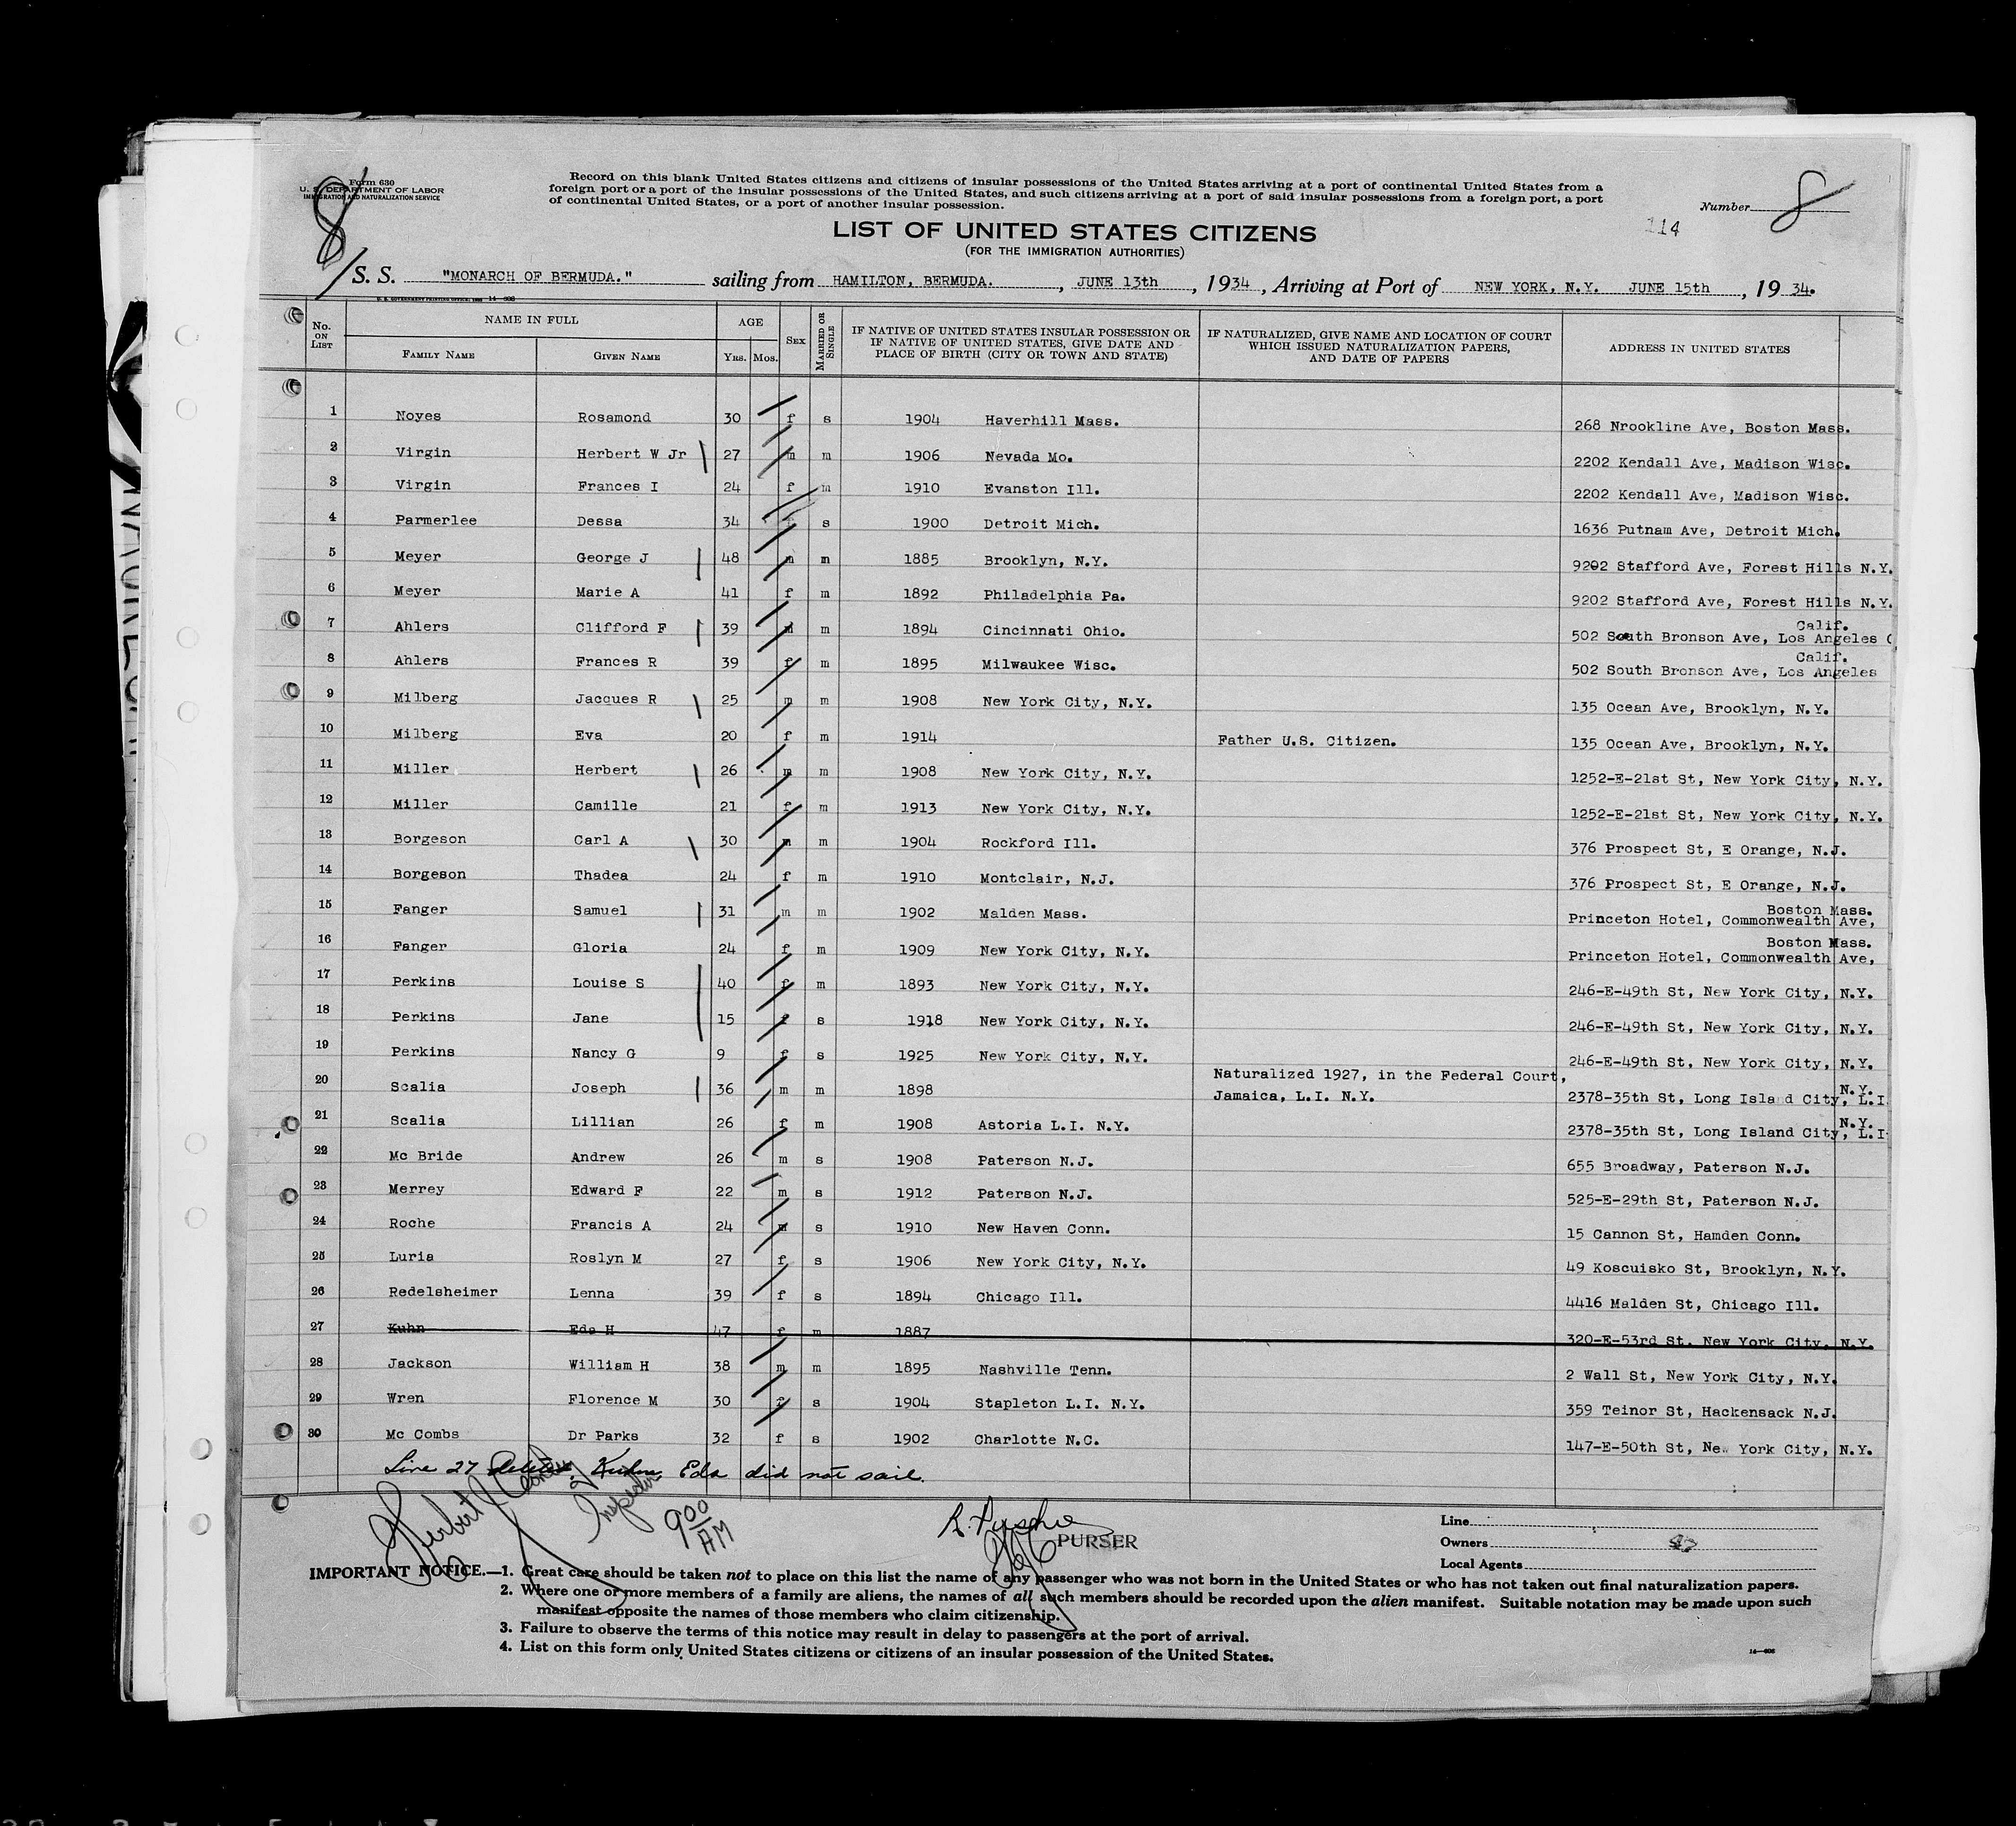 Form 630
U. S. DEPARTMENT OF LABOR
IMMIGRATION AND NATURALIZATION SERVICE
8
Record on this blank United States citizens and citizens of insular possessions of the United States arriving at a port of continental United States from a
foreign port or a port of the insular possessions of the United States, and such citizens arriving at a port of said insular possessions from a foreign port, a port
of continental United States, or a port of another insular possession.
Number 8
114
LIST OF UNITED STATES CITIZENS
(FOR THE IMMIGRATION AUTHORITIES)
S. S. "MONARCH OF BERMUDA." sailing from HAMILTON, BERMUDA. , JUNE 13th , 1934 , Arriving at Port of NEW YORK, N.Y. JUNE 15th , 19 34.
No. ON LIST NAME IN FULL FAMILY NAME GIVEN NAME AGE YRS. MOS. SEX MARRIED OR SINGLE IF NATIVE OF UNITED STATES INSULAR POSSESSION OR IF NATIVE OF UNITED STATES, GIVE DATE AND PLACE OF BIRTH (CITY OR TOWN AND STATE) IF NATURALIZED, GIVE NAME AND LOCATION OF COURT WHICH ISSUED NATURALIZATION PAPERS, AND DATE OF PAPERS ADDRESS IN UNITED STATES
1 Noyes Rosamond 30 f s 1904 Haverhill Mass. 268 Nrookline Ave, Boston Mass.
2 Virgin Herbert W Jr 27 m m 1906 Nevada Mo. 2202 Kendall Ave, Madison Wisc.
3 Virgin Frances I 24 f m 1910 Evanston Ill. 2202 Kendall Ave, Madison Wisc.
4 Parmerlee Dessa 34 s 1900 Detroit Mich. 1636 Putnam Ave, Detroit Mich.
5 Meyer George J 48 m m 1885 Brooklyn, N.Y. 9202 Stafford Ave, Forest Hills N.Y.
6 Meyer Marie A 41 f m 1892 Philadelphia Pa. 9202 Stafford Ave, Forest Hills N.Y.
7 Ahlers Clifford F 39 m m 1894 Cincinnati Ohio. 502 South Bronson Ave, Los Angeles Calif.
8 Ahlers Frances R 39 f m 1895 Milwaukee Wisc. 502 South Bronson Ave, Los Angeles Calif.
9 Milberg Jacques R 25 m m 1908 New York City, N.Y. 135 Ocean Ave, Brooklyn, N.Y.
10 Milberg Eva 20 f m 1914 Father U.S. Citizen. 135 Ocean Ave, Brooklyn, N.Y.
11 Miller Herbert 26 m m 1908 New York City, N.Y. 1252-E-21st St, New York City, N.Y.
12 Miller Camille 21 f m 1913 New York City, N.Y. 1252-E-21st St, New York City, N.Y.
13 Borgeson Carl A 30 m m 1904 Rockford Ill. 376 Prospect St, E Orange, N.J.
14 Borgeson Thadea 24 f m 1910 Montclair, N.J. 376 Prospect St, E Orange, N.J.
15 Fanger Samuel 31 m m 1902 Malden Mass. Princeton Hotel, Commonwealth Ave, Boston Mass.
16 Fanger Gloria 24 f m 1909 New York City, N.Y. Princeton Hotel, Commonwealth Ave, Boston Mass.
17 Perkins Louise S 40 f m 1893 New York City, N.Y. 246-E-49th St, New York City, N.Y.
18 Perkins Jane 15 f s 1918 New York City, N.Y. 246-E-49th St, New York City, N.Y.
19 Perkins Nancy G 9 f s 1925 New York City, N.Y. 246-E-49th St, New York City, N.Y.
20 Scalia Joseph 36 m m 1898 Naturalized 1927, in the Federal Court, Jamaica, L.I. N.Y. 2378-35th St, Long Island City, L.I. N.Y.
21 Scalia Lillian 26 f m 1908 Astoria L.I. N.Y. 2378-35th St, Long Island City, L.I. N.Y.
22 Mc Bride Andrew 26 m s 1908 Paterson N.J. 655 Broadway, Paterson N.J.
23 Merrey Edward F 22 m s 1912 Paterson N.J. 525-E-29th St, Paterson N.J.
24 Roche Francis A 24 m s 1910 New Haven Conn. 15 Cannon St, Hamden Conn.
25 Luria Roslyn M 27 f s 1906 New York City, N.Y. 49 Koscuisko St, Brooklyn, N.Y.
26 Redelsheimer Lenna 39 f s 1894 Chicago Ill. 4416 Malden St, Chicago Ill.
27 Kuhn Eda H 47 f m 1887 320-E-53rd St. New York City, N.Y.
28 Jackson William H 38 m m 1895 Nashville Tenn. 2 Wall St, New York City, N.Y.
29 Wren Florence M 30 f s 1904 Stapleton L.I. N.Y. 359 Teinor St, Hackensack N.J.
30 Mc Combs Dr Parks 32 f s 1902 Charlotte N.C. 147-E-50th St, New York City, N.Y.
Line 27 deleted. Kuhn, Eda did not sail.
Herbert J
Inspector
9 00 AM
PURSER
Line
Owners
Local Agents
IMPORTANT NOTICE.—1. Great care should be taken not to place on this list the name of any passenger who was not born in the United States or who has not taken out final naturalization papers.
2. Where one or more members of a family are aliens, the names of all such members should be recorded upon the alien manifest. Suitable notation may be made upon such
manifest opposite the names of those members who claim citizenship.
3. Failure to observe the terms of this notice may result in delay to passengers at the port of arrival.
4. List on this form only United States citizens or citizens of an insular possession of the United States.